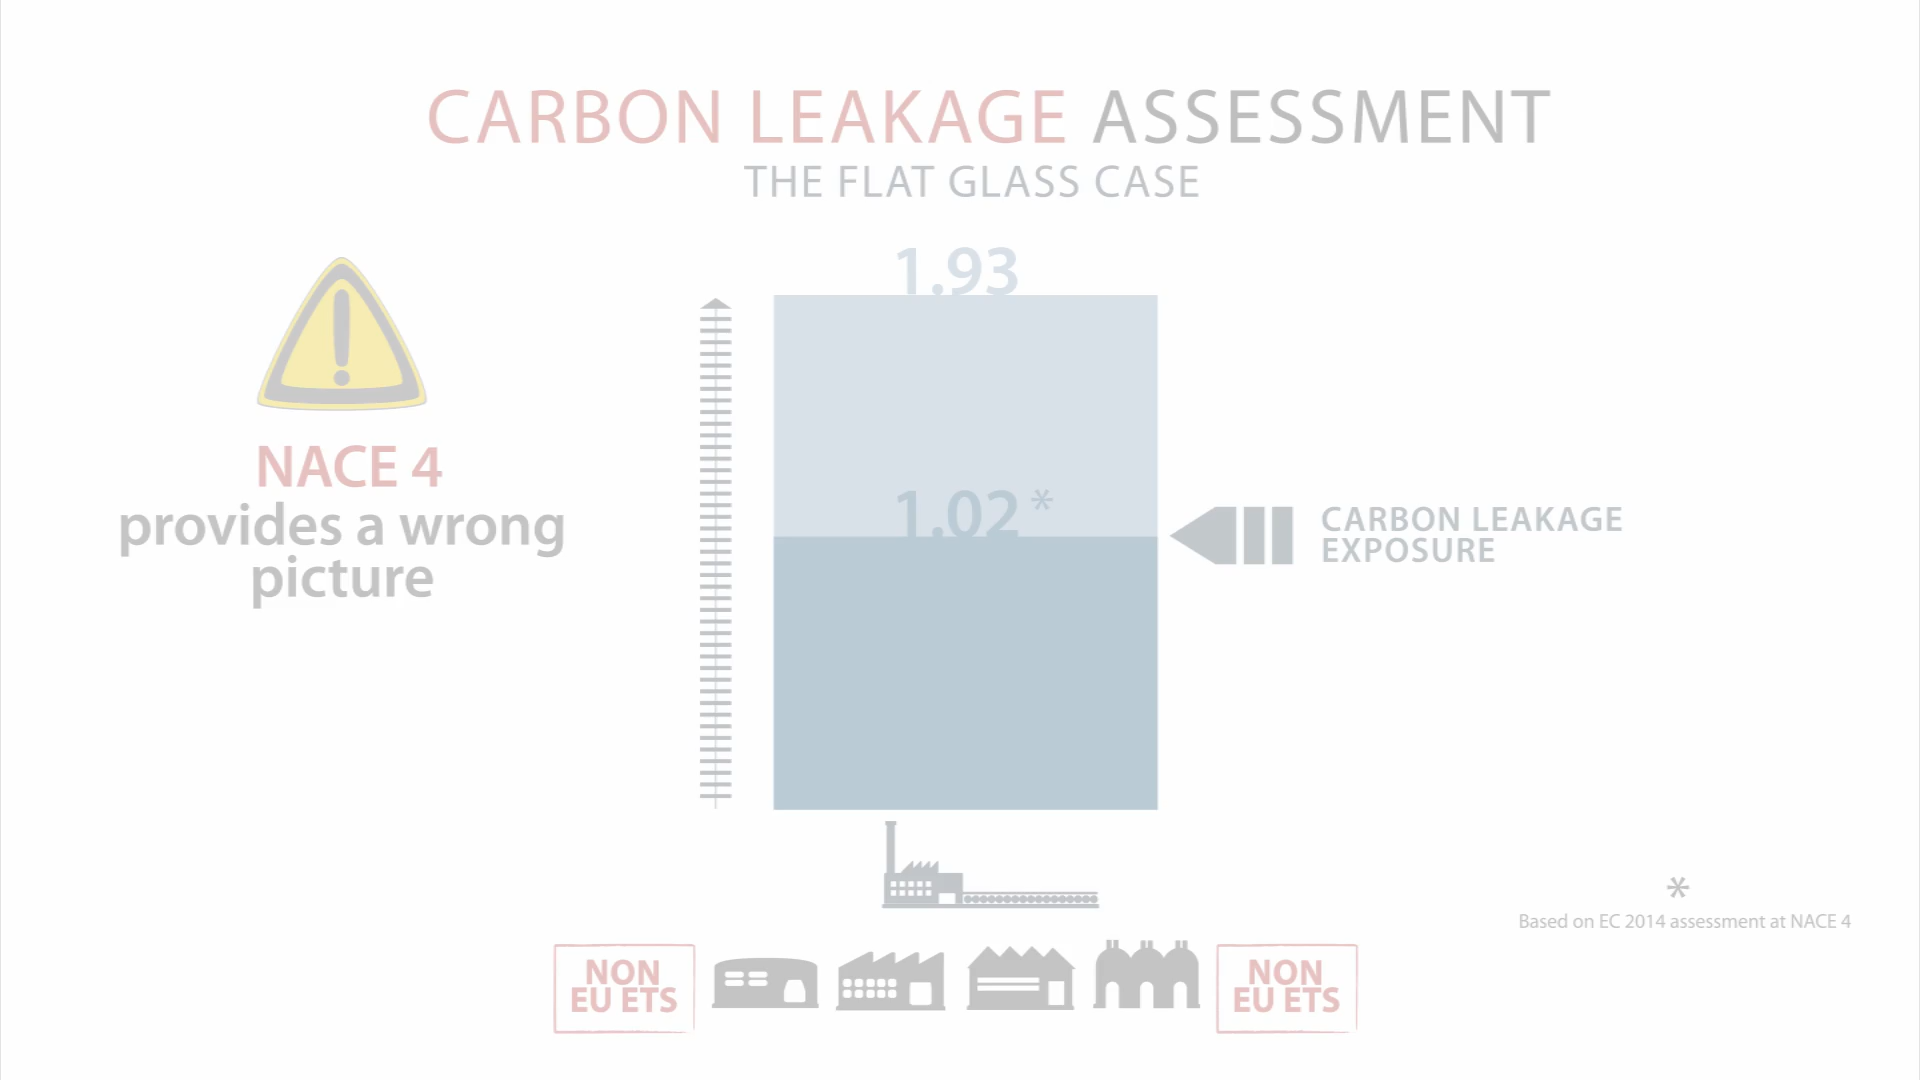 CARBON LEAKAGE ASSESSMENT
THE FLAT GLASS CASE
1.93
NACE 4
provides a wrong
picture
1.02 *
CARBON LEAKAGE
EXPOSURE
*
Based on EC 2014 assessment at NACE 4
NON
EU ETS
NON
EU ETS